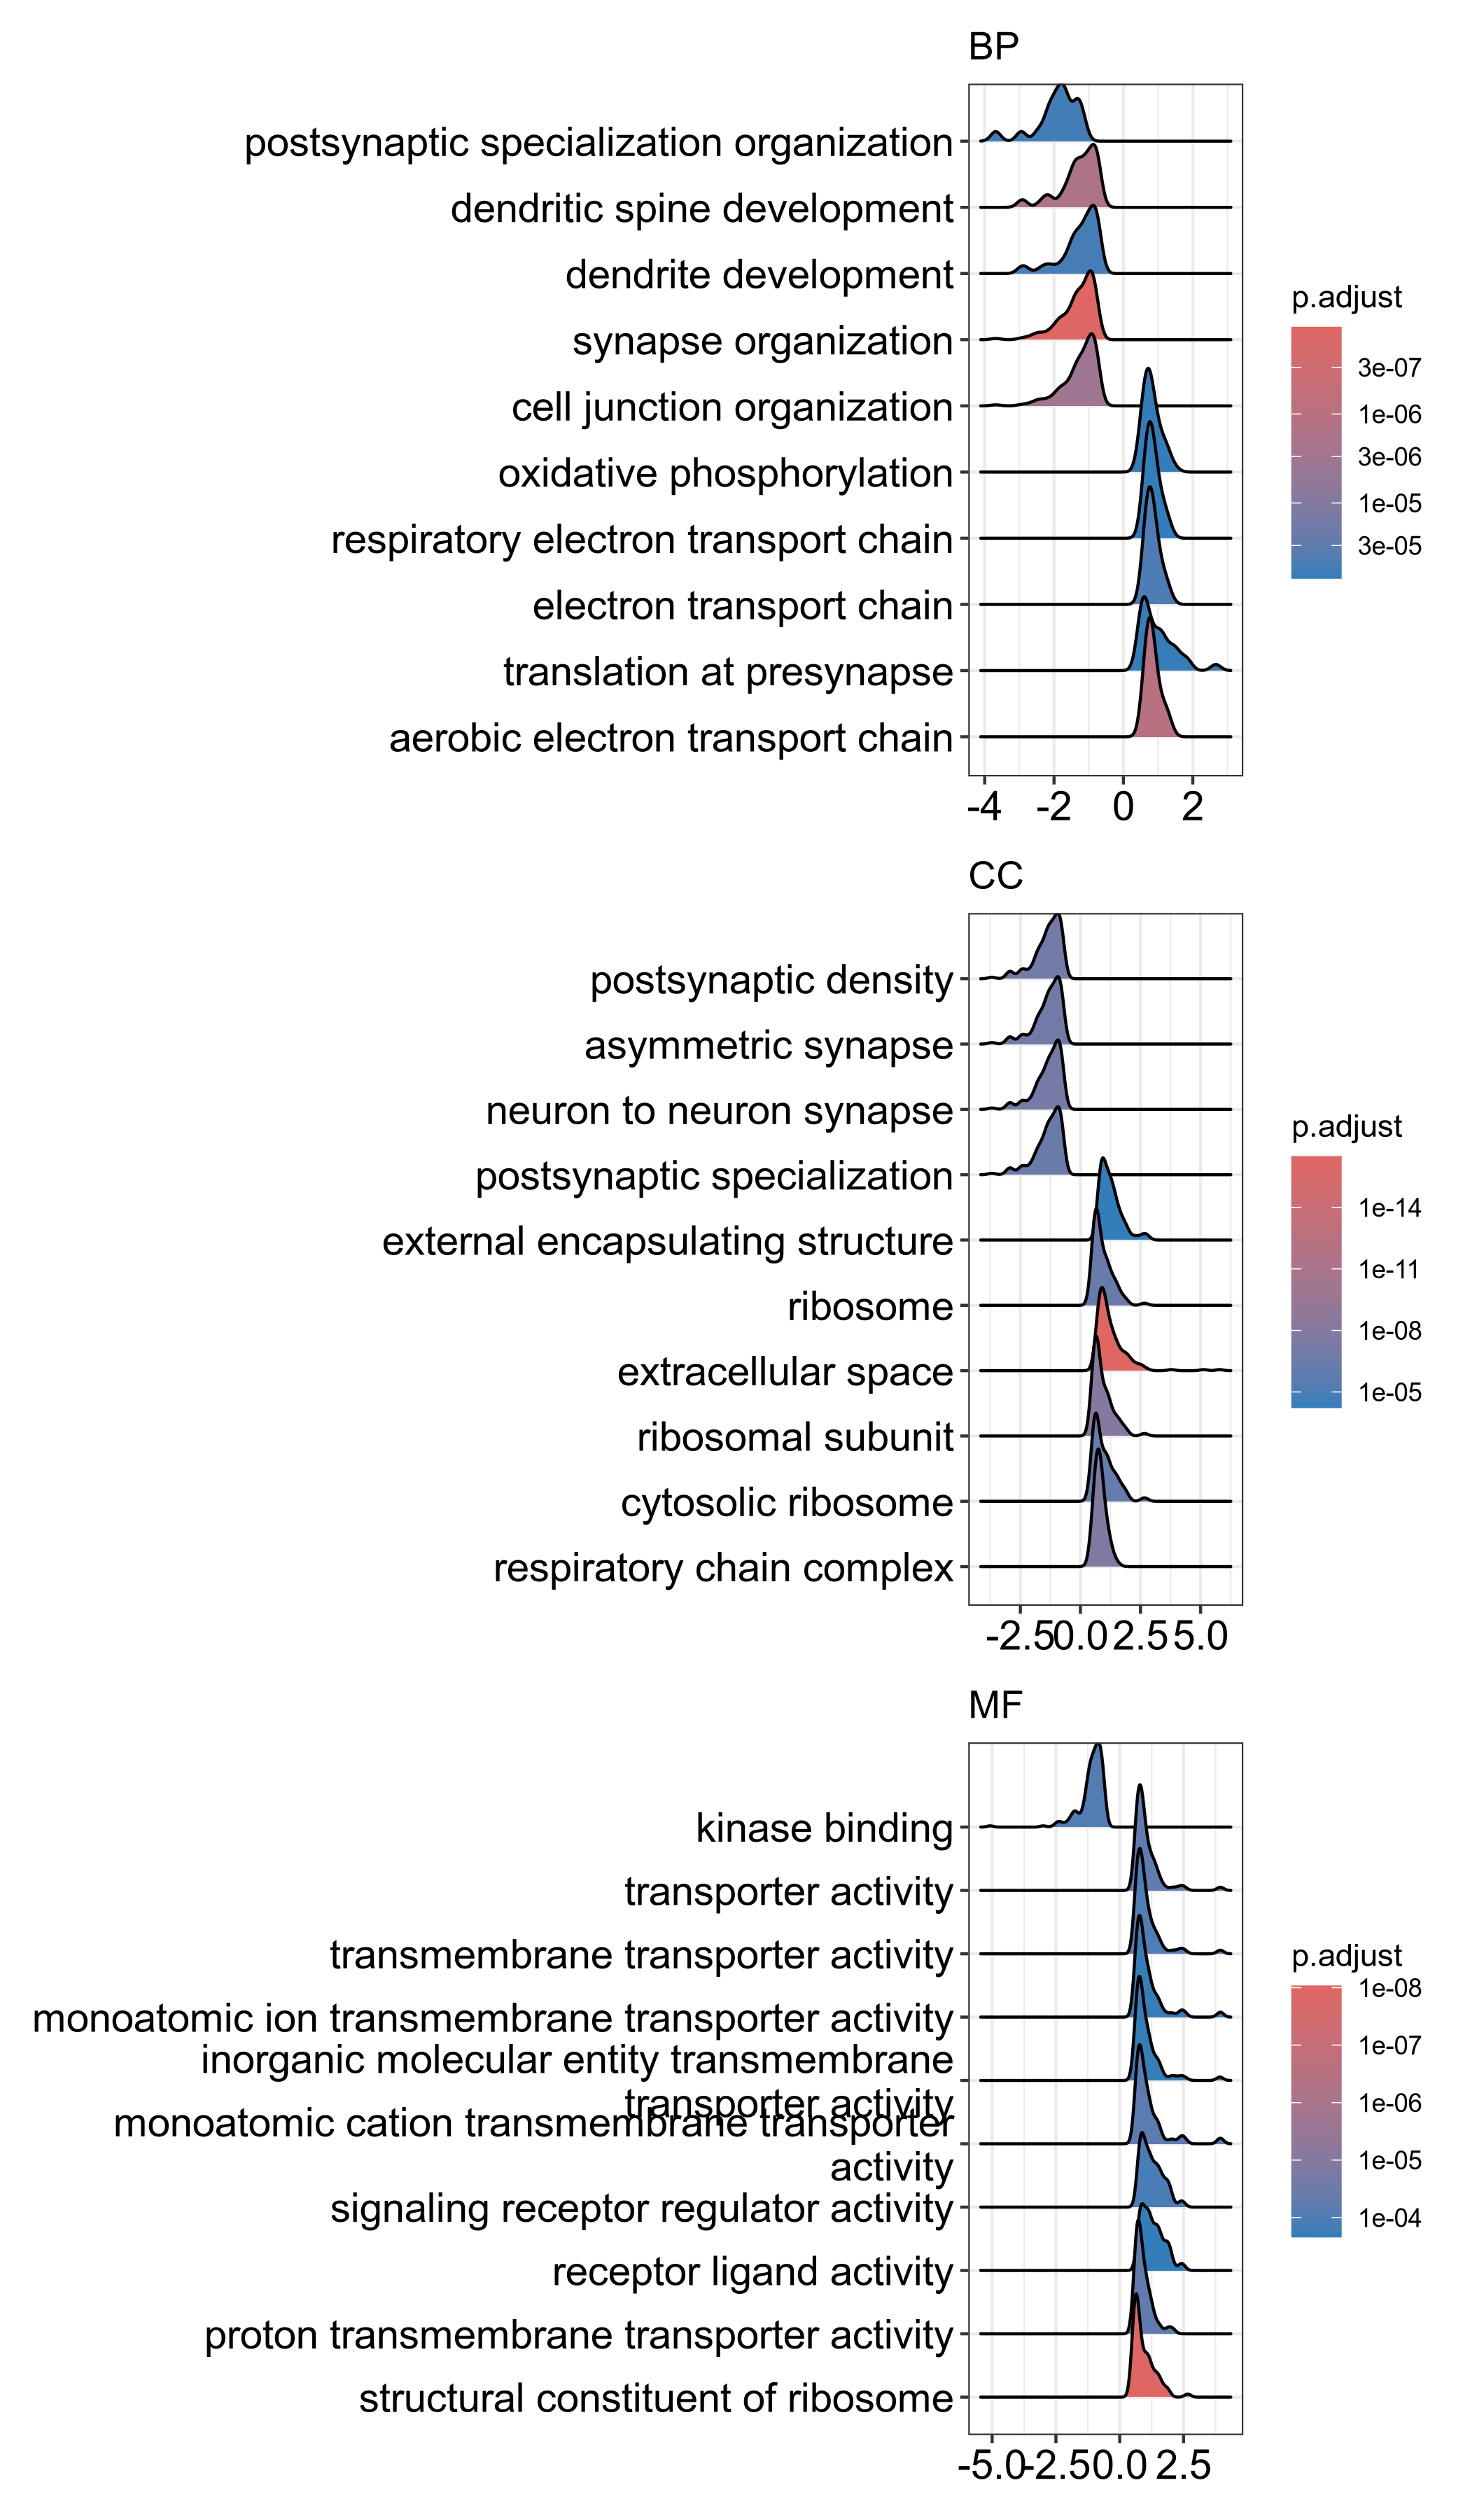 BP
postsynaptic specialization organization
dendritic spine development
dendrite development
synapse organization
cell junction organization
oxidative phosphorylation
respiratory electron transport chain
electron transport chain
translation at presynapse
aerobic electron transport chain
-4 -2 0 2
p.adjust
3e-07
1e-06
3e-06
1e-05
3e-05
CC
postsynaptic density
asymmetric synapse
neuron to neuron synapse
postsynaptic specialization
external encapsulating structure
ribosome
extracellular space
ribosomal subunit
cytosolic ribosome
respiratory chain complex
-2.5 0.0 2.5 5.0
p.adjust
1e-14
1e-11
1e-08
1e-05
MF
kinase binding
transporter activity
transmembrane transporter activity
monoatomic ion transmembrane transporter activity
inorganic molecular entity transmembrane
transporter activity
monoatomic cation transmembrane transporter
activity
signaling receptor regulator activity
receptor ligand activity
proton transmembrane transporter activity
structural constituent of ribosome
-5.0 -2.5 0.0 2.5
p.adjust
1e-08
1e-07
1e-06
1e-05
1e-04